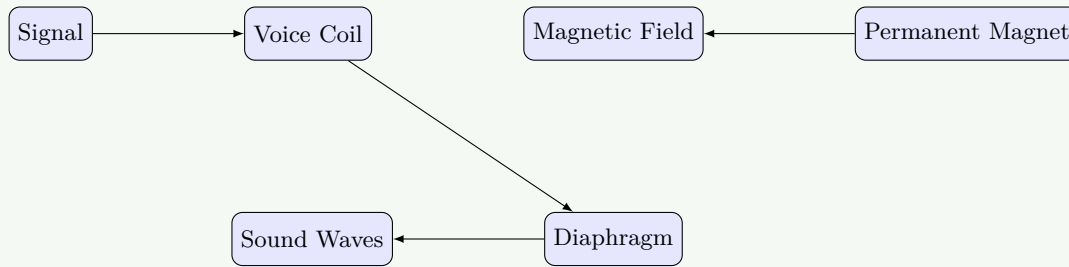 Signal
Voice Coil
Magnetic Field
Permanent Magnet
Sound Waves
Diaphragm